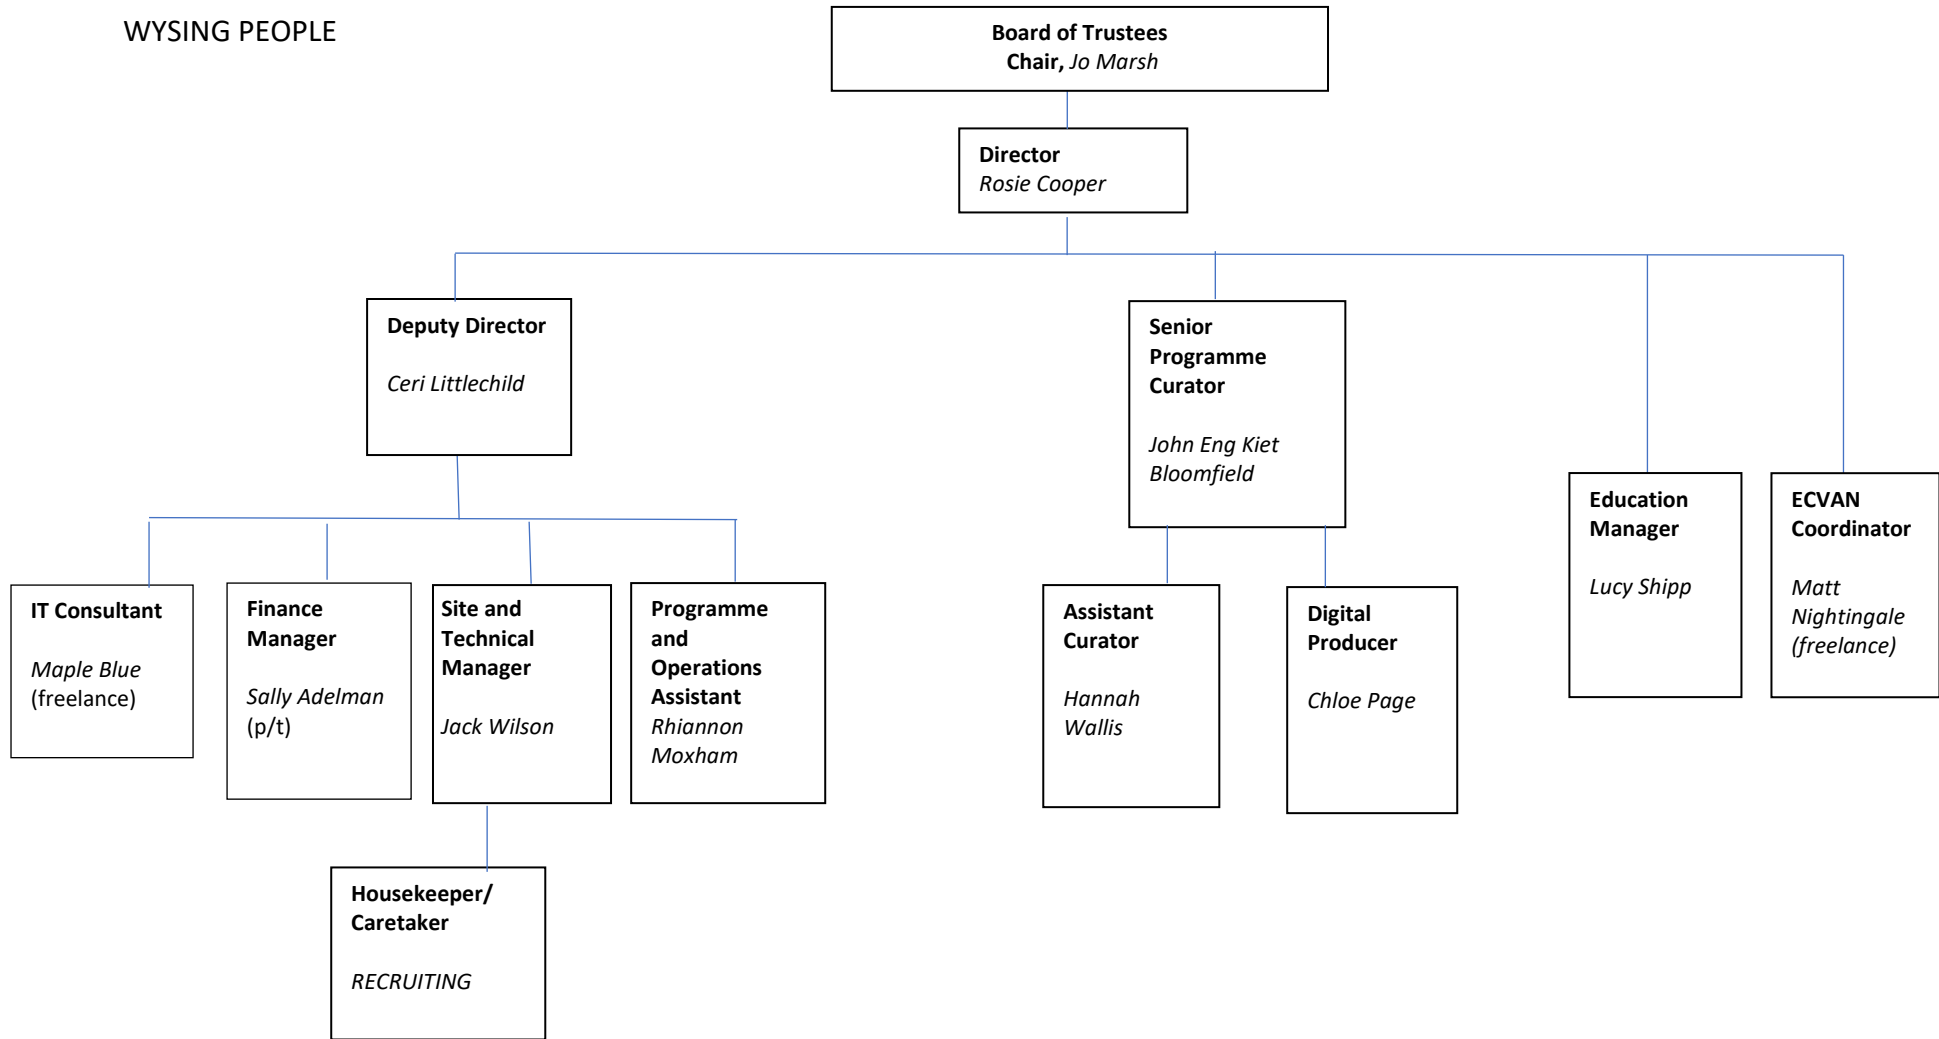 WYSING PEOPLE
Board of Trustees
Chair, Jo Marsh
Director
Rosie Cooper
Deputy Director
Ceri Littlechild
Senior
Programme
Curator
John Eng Kiet
Bloomfield
Education
Manager
Lucy Shipp
ECVAN
Coordinator
Matt
Nightingale
(freelance)
IT Consultant
Maple Blue
(freelance)
Finance
Manager
Sally Adelman
(p/t)
Site and
Technical
Manager
Jack Wilson
Programme
and
Operations
Assistant
Rhiannon
Moxham
Assistant
Curator
Hannah
Wallis
Digital
Producer
Chloe Page
Housekeeper/
Caretaker
RECRUITING